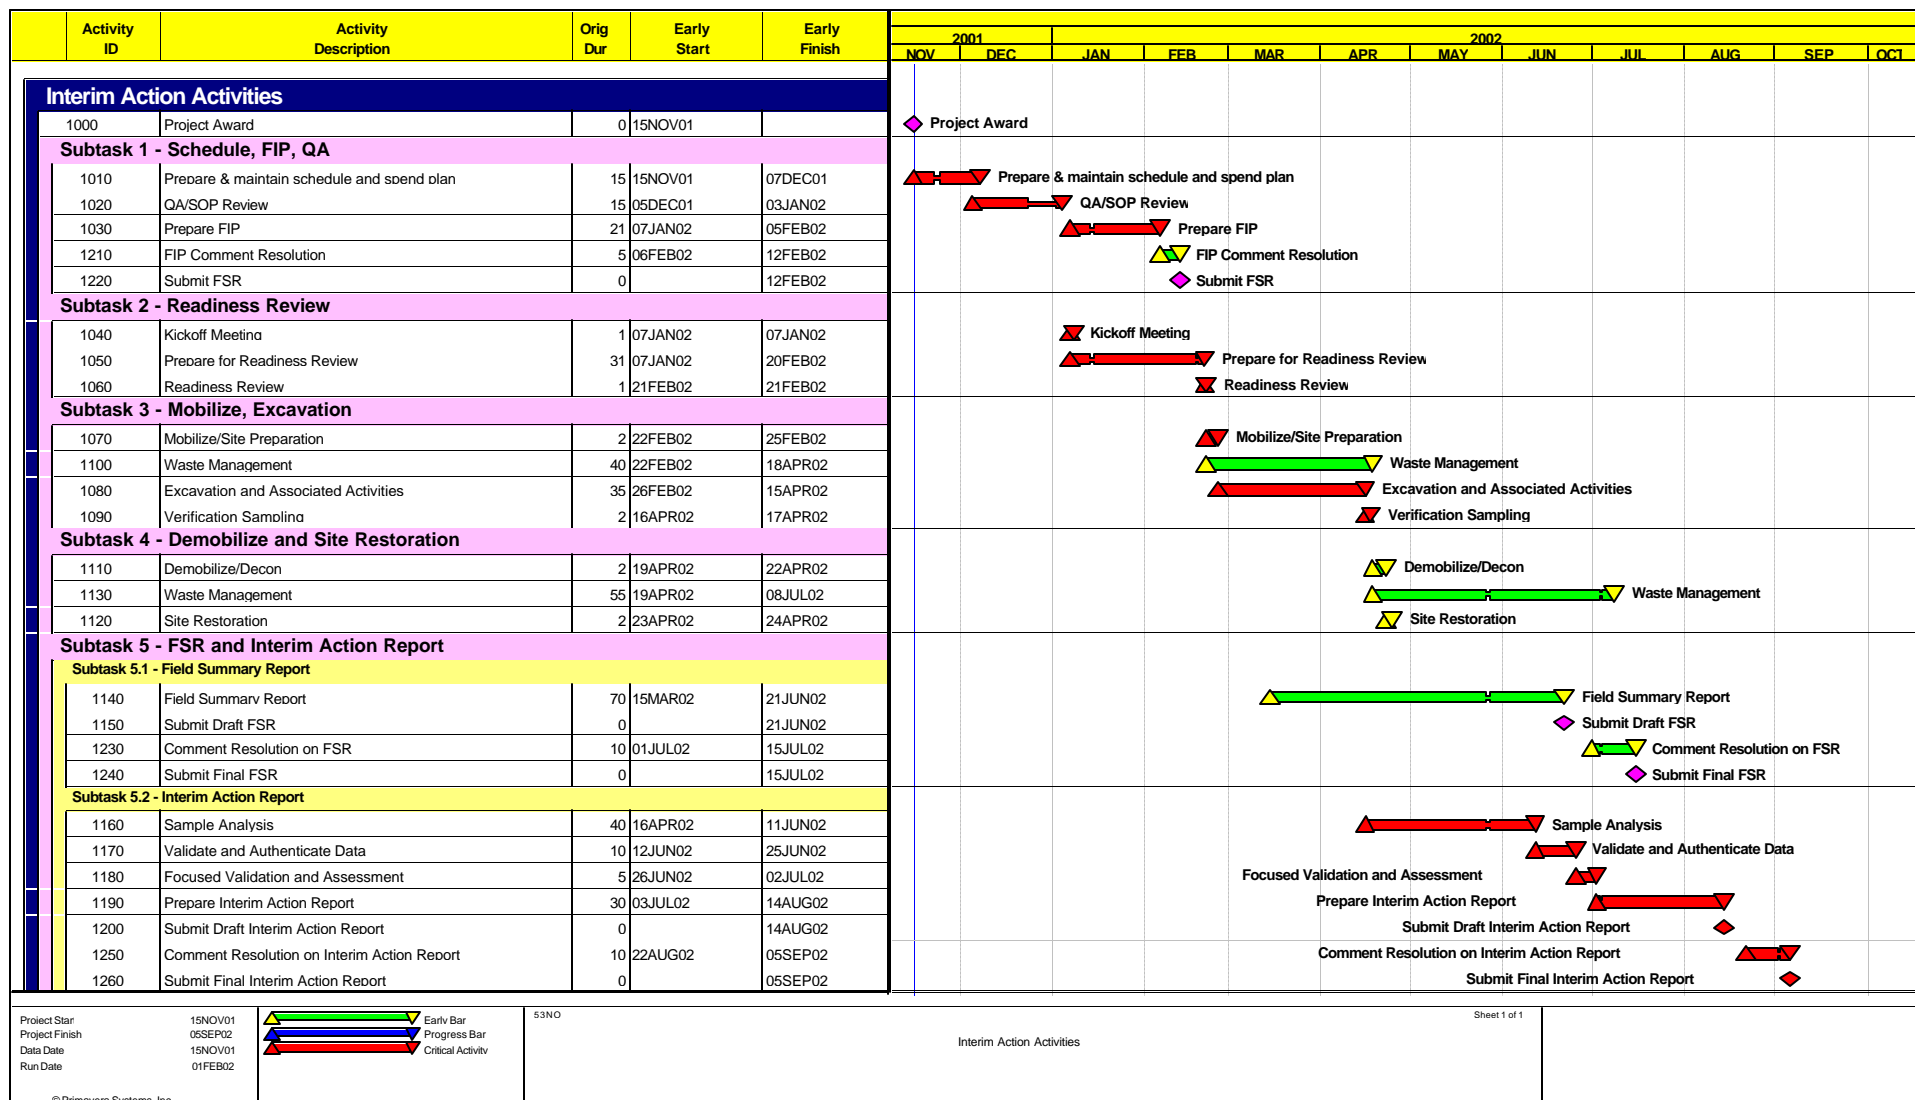 Activity ID Activity Description Orig Dur Early Start Early Finish
2001 2002
NOV DEC JAN FEB MAR APR MAY JUN JUL AUG SEP OCT
Interim Action Activities
1000 Project Award 0 15NOV01 Project Award
Subtask 1 - Schedule, FIP, QA
1010 Prepare & maintain schedule and spend plan 15 15NOV01 07DEC01 Prepare & maintain schedule and spend plan
1020 QA/SOP Review 15 05DEC01 03JAN02 QA/SOP Review
1030 Prepare FIP 21 07JAN02 05FEB02 Prepare FIP
1210 FIP Comment Resolution 5 06FEB02 12FEB02 FIP Comment Resolution
1220 Submit FSR 0 12FEB02 Submit FSR
Subtask 2 - Readiness Review
1040 Kickoff Meeting 1 07JAN02 07JAN02 Kickoff Meeting
1050 Prepare for Readiness Review 31 07JAN02 20FEB02 Prepare for Readiness Review
1060 Readiness Review 1 21FEB02 21FEB02 Readiness Review
Subtask 3 - Mobilize, Excavation
1070 Mobilize/Site Preparation 2 22FEB02 25FEB02 Mobilize/Site Preparation
1100 Waste Management 40 22FEB02 18APR02 Waste Management
1080 Excavation and Associated Activities 35 26FEB02 15APR02 Excavation and Associated Activities
1090 Verification Sampling 2 16APR02 17APR02 Verification Sampling
Subtask 4 - Demobilize and Site Restoration
1110 Demobilize/Decon 2 19APR02 22APR02 Demobilize/Decon
1130 Waste Management 55 19APR02 08JUL02 Waste Management
1120 Site Restoration 2 23APR02 24APR02 Site Restoration
Subtask 5 - FSR and Interim Action Report
Subtask 5.1 - Field Summary Report
1140 Field Summary Report 70 15MAR02 21JUN02 Field Summary Report
1150 Submit Draft FSR 0 21JUN02 Submit Draft FSR
1230 Comment Resolution on FSR 10 01JUL02 15JUL02 Comment Resolution on FSR
1240 Submit Final FSR 0 15JUL02 Submit Final FSR
Subtask 5.2 - Interim Action Report
1160 Sample Analysis 40 16APR02 11JUN02 Sample Analysis
1170 Validate and Authenticate Data 10 12JUN02 25JUN02 Validate and Authenticate Data
1180 Focused Validation and Assessment 5 26JUN02 02JUL02 Focused Validation and Assessment
1190 Prepare Interim Action Report 30 03JUL02 14AUG02 Prepare Interim Action Report
1200 Submit Draft Interim Action Report 0 14AUG02 Submit Draft Interim Action Report
1250 Comment Resolution on Interim Action Report 10 22AUG02 05SEP02 Comment Resolution on Interim Action Report
1260 Submit Final Interim Action Report 0 05SEP02 Submit Final Interim Action Report
Project Start 15NOV01 Early Bar 53NO Sheet 1 of 1
Project Finish 05SEP02 Progress Bar
Data Date 15NOV01 Critical Activity Interim Action Activities
Run Date 01FEB02
© Primavera Systems, Inc.